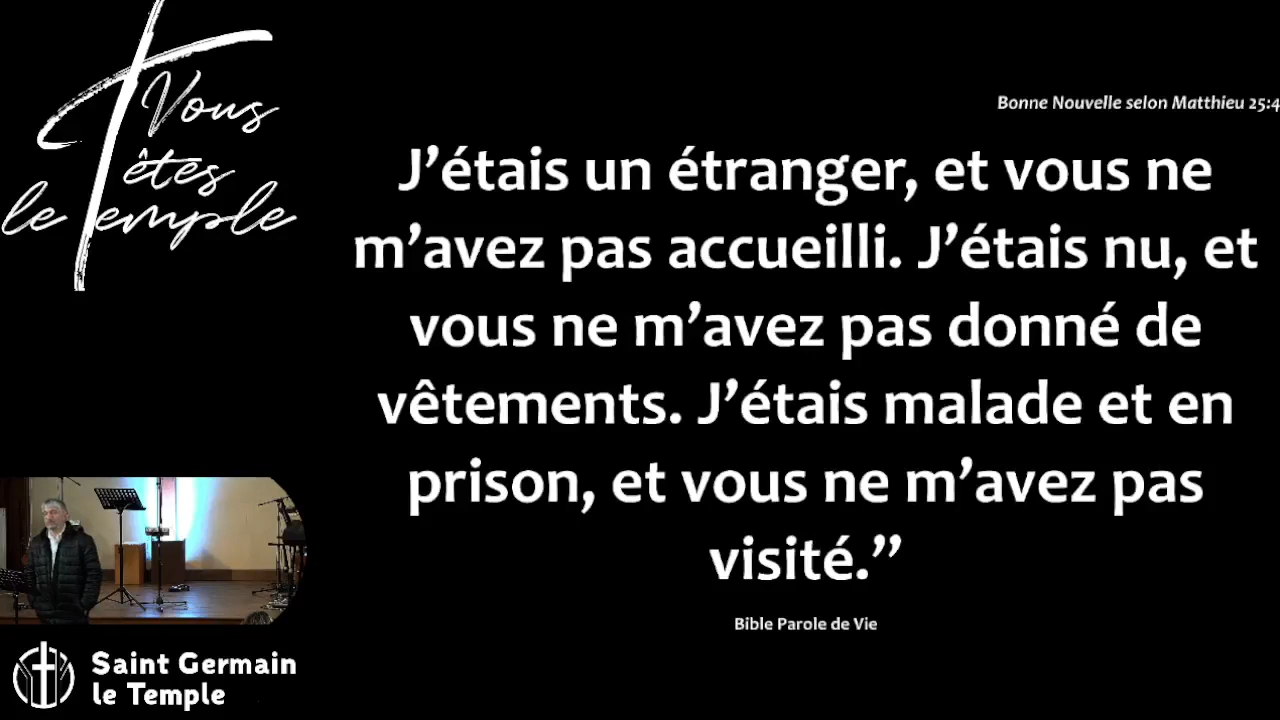 Vous
êtes
le Temple
Bonne Nouvelle selon Matthieu 25:4
J’étais un étranger, et vous ne
m’avez pas accueilli. J’étais nu, et
vous ne m’avez pas donné de
vêtements. J’étais malade et en
prison, et vous ne m’avez pas
visité.”
Bible Parole de Vie
Saint Germain
le Temple